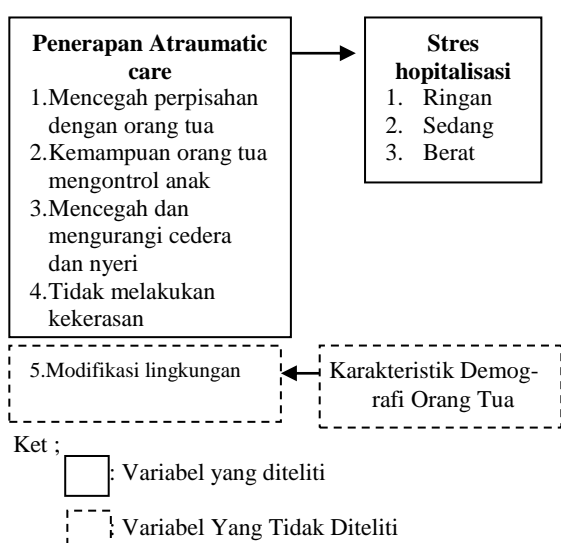 Penerapan Atraumatic
care
1.Mencegah perpisahan
dengan orang tua
2.Kemampuan orang tua
mengontrol anak
3.Mencegah dan
mengurangi cedera
dan nyeri
4.Tidak melakukan
kekerasan
Stres
hopitalisasi
1. Ringan
2. Sedang
3. Berat
5.Modifikasi lingkungan
Karakteristik Demog-
rafi Orang Tua
Ket ;
: Variabel yang diteliti
: Variabel Yang Tidak Diteliti